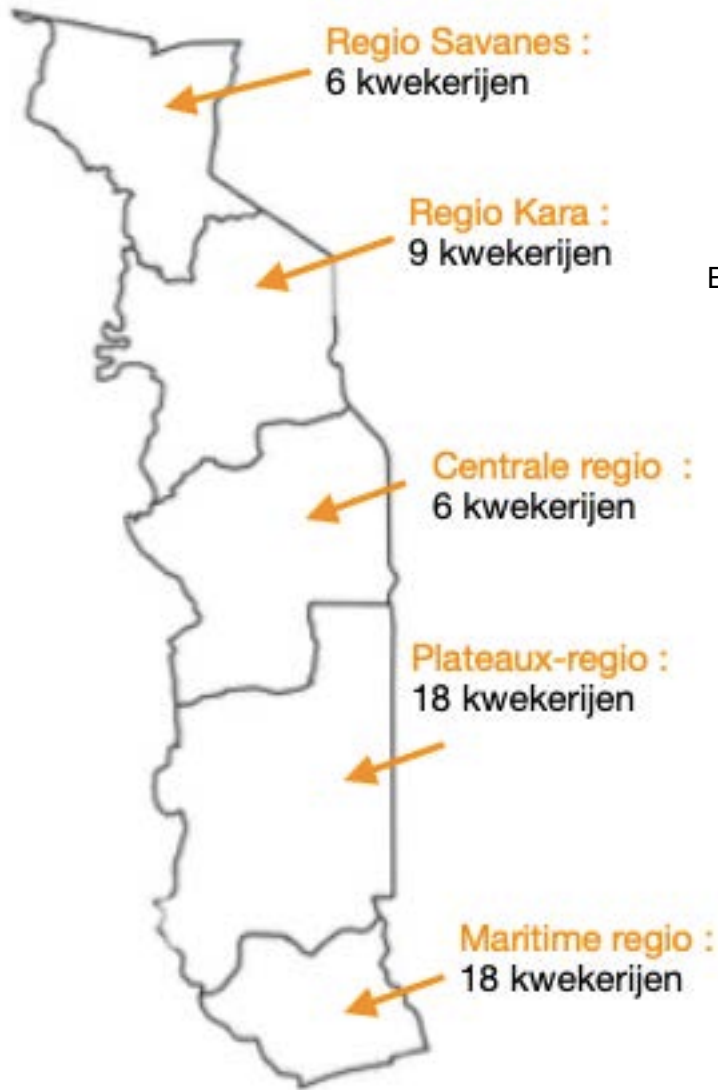 Regio Savanes :
6 kwekerijen
Regio Kara :
9 kwekerijen
E
Centrale regio :
6 kwekerijen
Plateaux-regio :
18 kwekerijen
Maritime regio :
18 kwekerijen